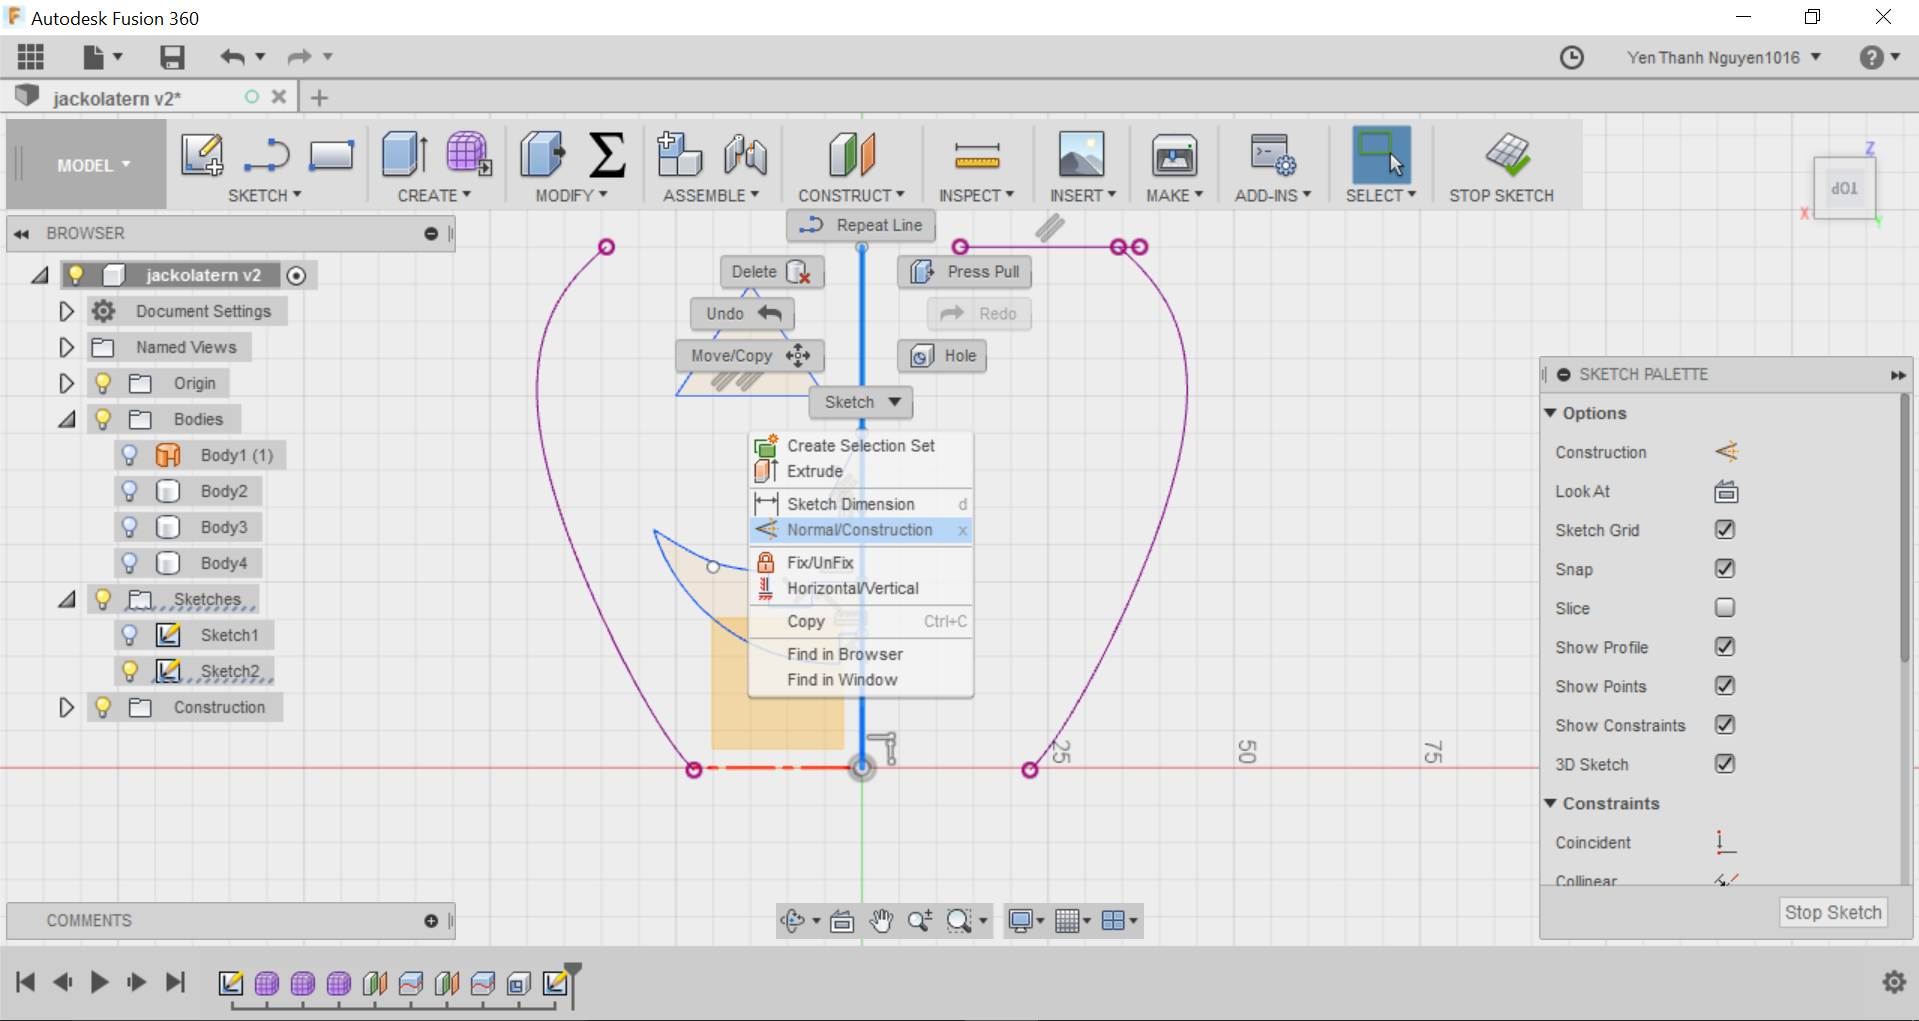 Autodesk Fusion 360
Yen Thanh Nguyen1016
jackolatern v2*
MODEL
SKETCH
CREATE
MODIFY
ASSEMBLE
CONSTRUCT
INSPECT
INSERT
MAKE
ADD-INS
SELECT
STOP SKETCH
Z
TOP
X
Y
BROWSER
jackolatern v2
Document Settings
Named Views
Origin
Bodies
Body1 (1)
Body2
Body3
Body4
Sketches
Sketch1
Sketch2
Construction
Repeat Line
Delete
Press Pull
Undo
Redo
Move/Copy
Hole
Sketch
Create Selection Set
Extrude
Sketch Dimension d
Normal/Construction x
Fix/UnFix
Horizontal/Vertical
Copy Ctrl+C
Find in Browser
Find in Window
25
50
75
SKETCH PALETTE
Options
Construction
Look At
Sketch Grid
Snap
Slice
Show Profile
Show Points
Show Constraints
3D Sketch
Constraints
Coincident
Collinear
Stop Sketch
COMMENTS